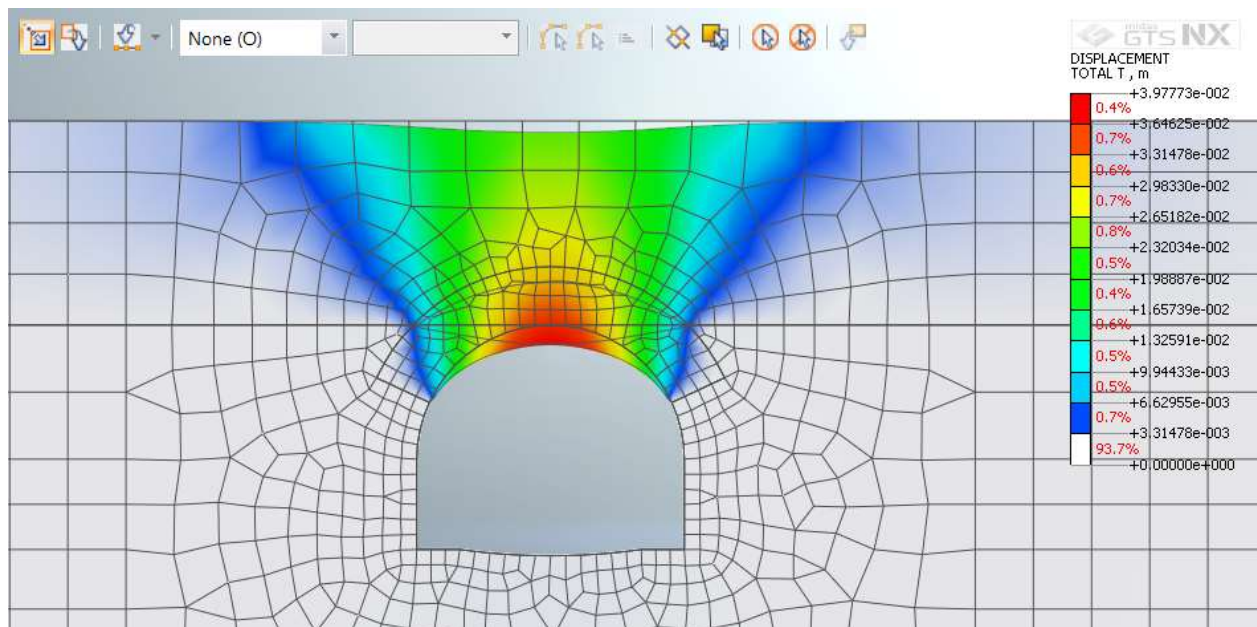 None (O)
midas
GTS NX
DISPLACEMENT
TOTAL T , m
+3.97773e-002
0.4%
+3.64625e-002
0.7%
+3.31478e-002
0.6%
+2.98330e-002
0.7%
+2.65182e-002
0.8%
+2.32034e-002
0.5%
+1.98887e-002
0.4%
+1.65739e-002
0.6%
+1.32591e-002
0.5%
+9.94433e-003
0.5%
+6.62955e-003
0.7%
+3.31478e-003
93.7%
+0.00000e+000